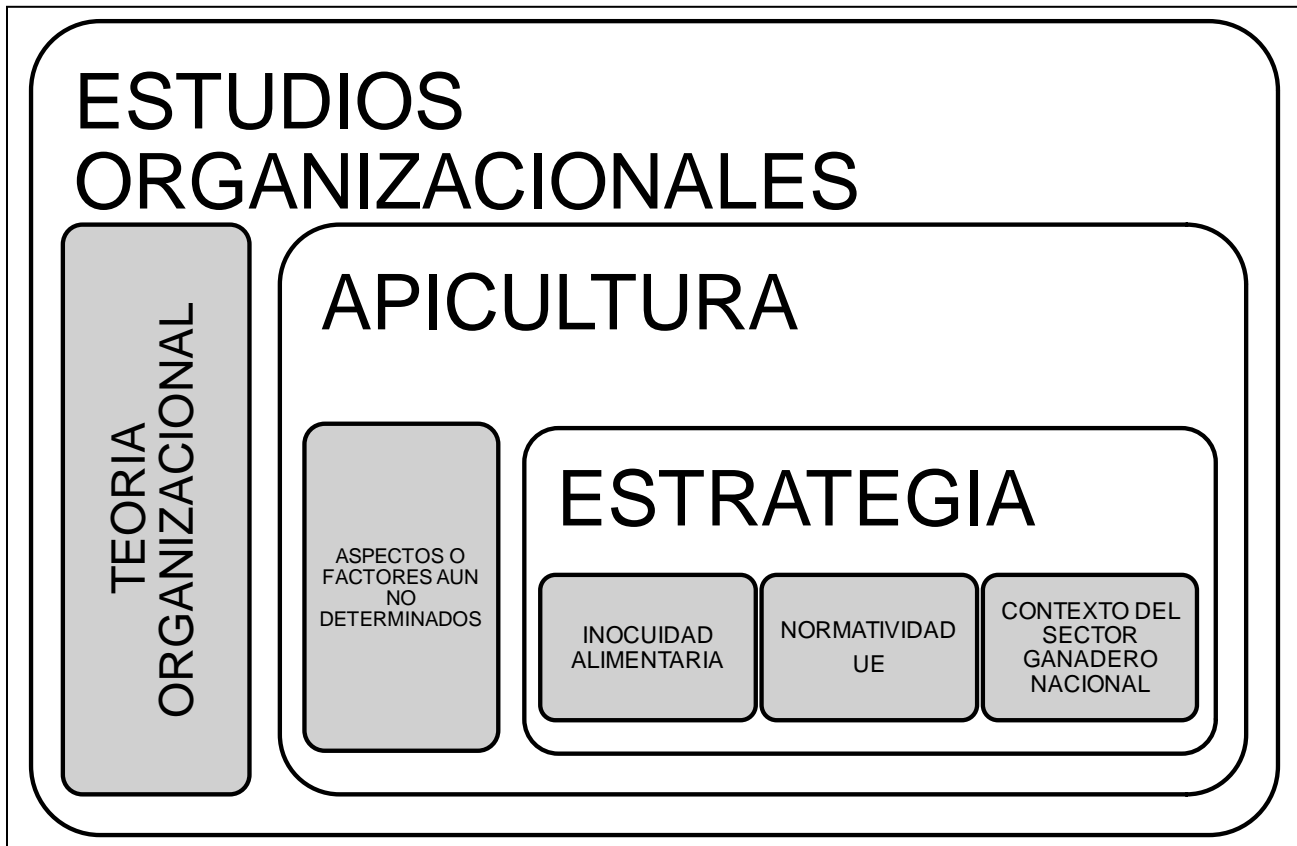 ESTUDIOS
ORGANIZACIONALES
TEORIA
ORGANIZACIONAL
APICULTURA
ASPECTOS O
FACTORES AUN
NO
DETERMINADOS
ESTRATEGIA
INOCUIDAD
ALIMENTARIA
NORMATIVIDAD
UE
CONTEXTO DEL
SECTOR
GANADERO
NACIONAL